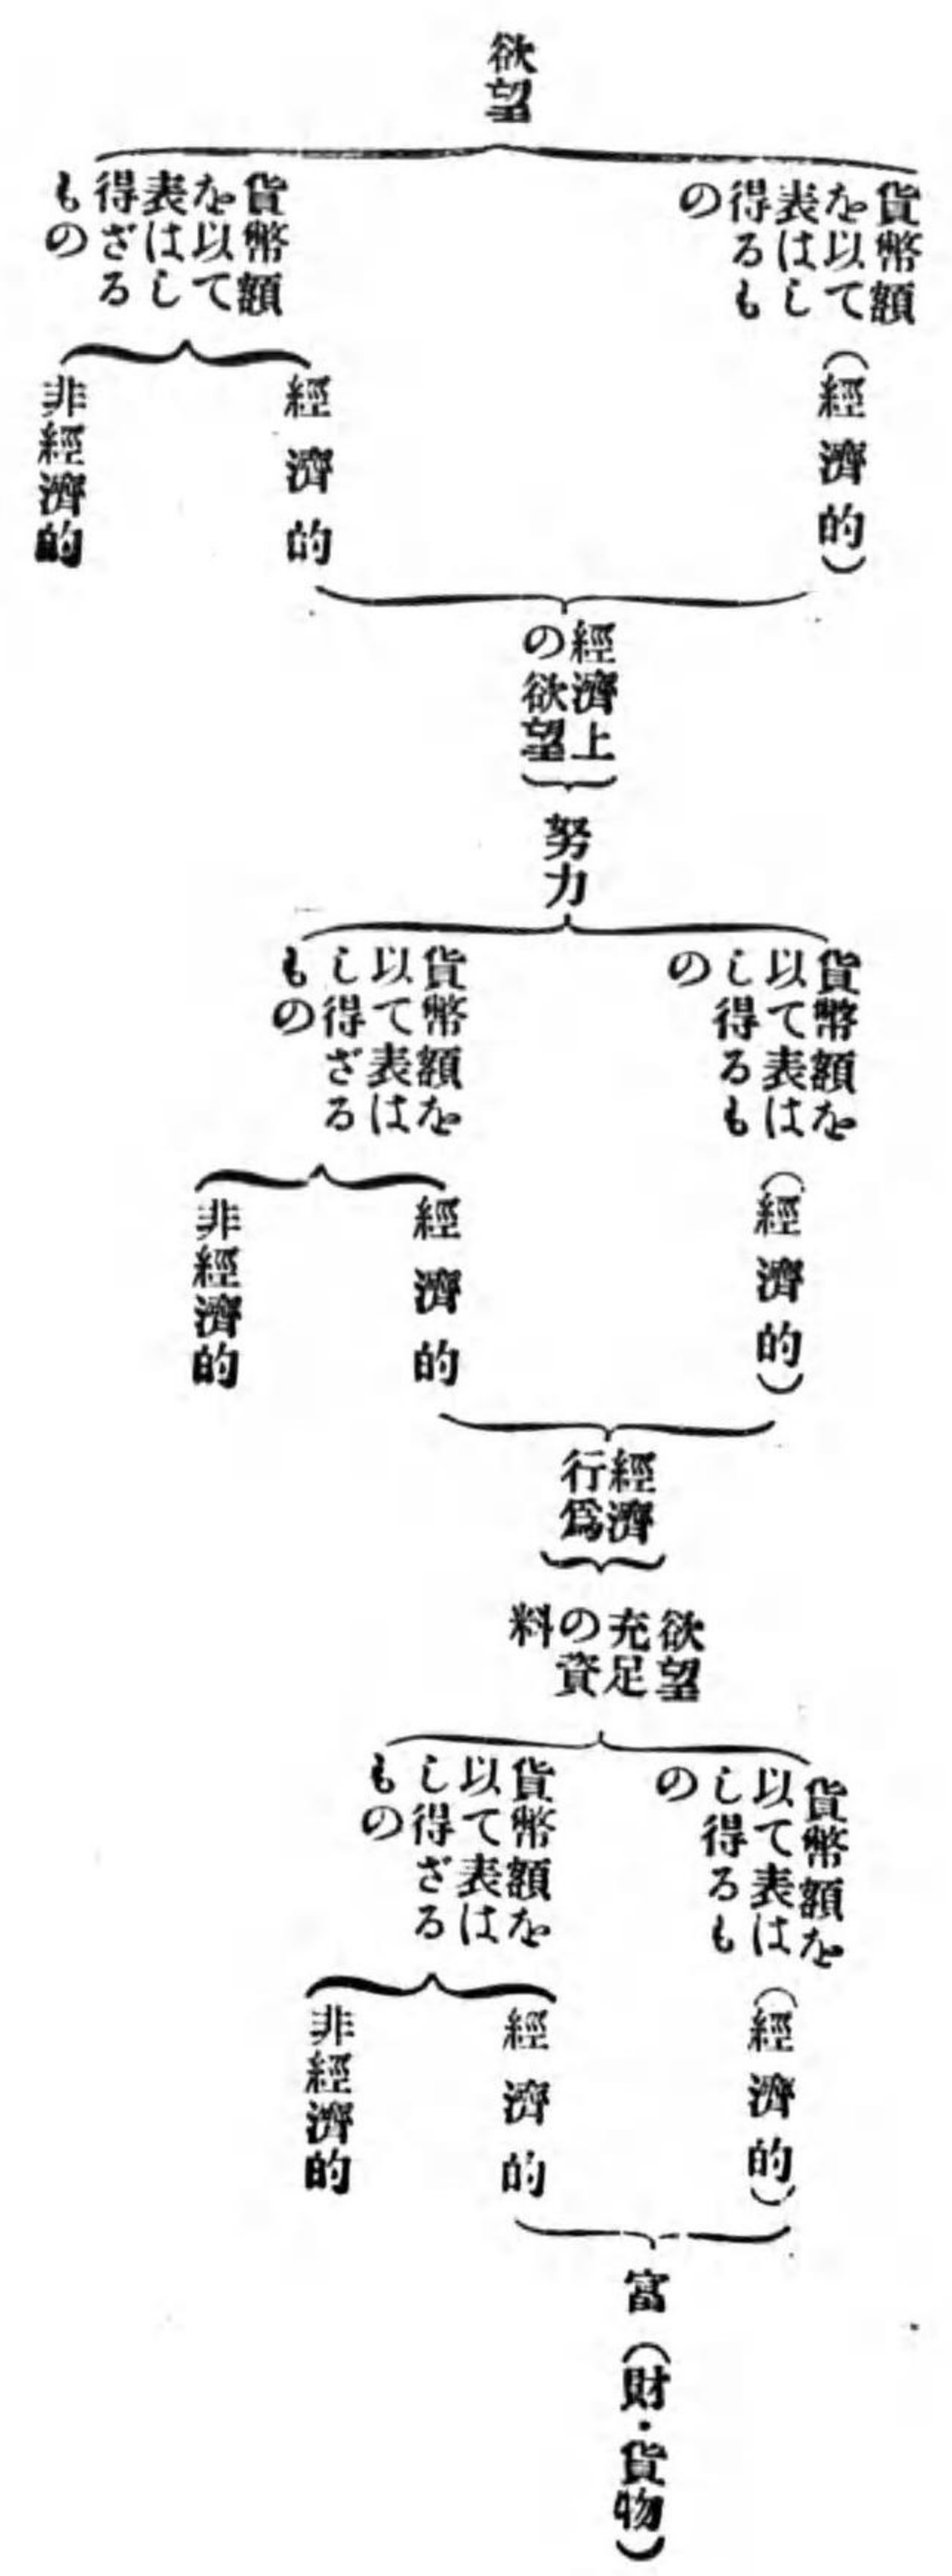 欲望
貨幣額
を以て
表はし
得るも
の
(經濟的)
貨幣額
を以て
表はし
得ざる
もの
經濟的
非經濟的
經濟上
の欲望
努力
貨幣額を
以て表は
し得るも
の
(經濟的)
貨幣額を
以て表は
し得ざる
もの
經濟的
非經濟的
經濟
行爲
欲望
充足
の資
料
貨幣額を
以て表は
し得るも
の
(經濟的)
貨幣額を
以て表は
し得ざる
もの
經濟的
非經濟的
富(財・貨物)